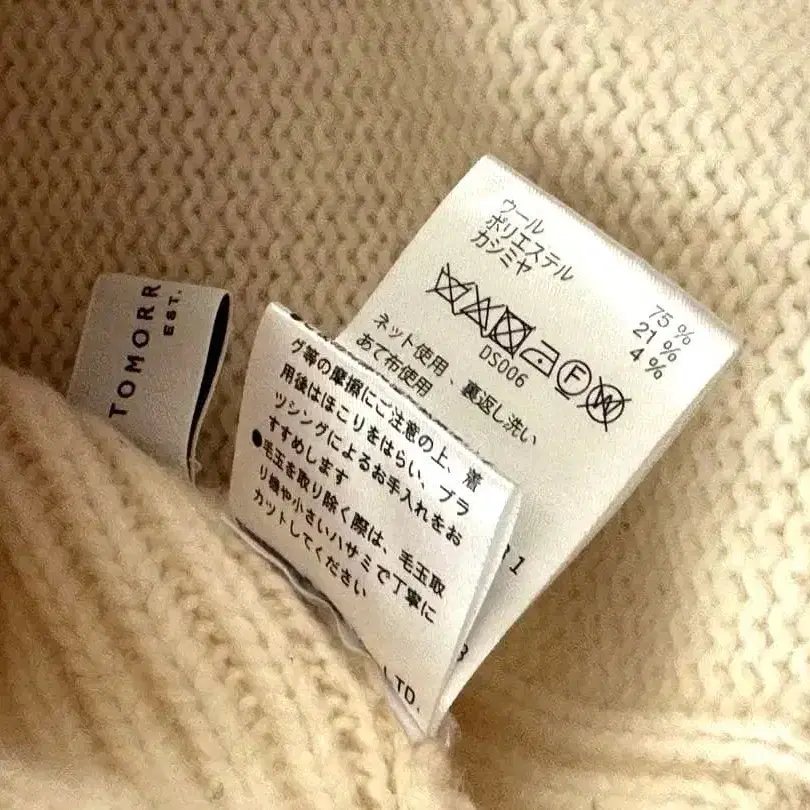 TOMORR
EST.
ウール 75 %
ポリエステル 21 %
カシミヤ 4 %
DS006
ネット使用 、裏返し洗い
あて布使用
グ等の摩擦にご注意の上、着
用後はほこりをはらい、ブラ
ッシングによるお手入れをお
すすめします
●毛玉を取り除く際は、毛玉取
り機や小さいハサミで丁寧に
カットしてください
LTD.